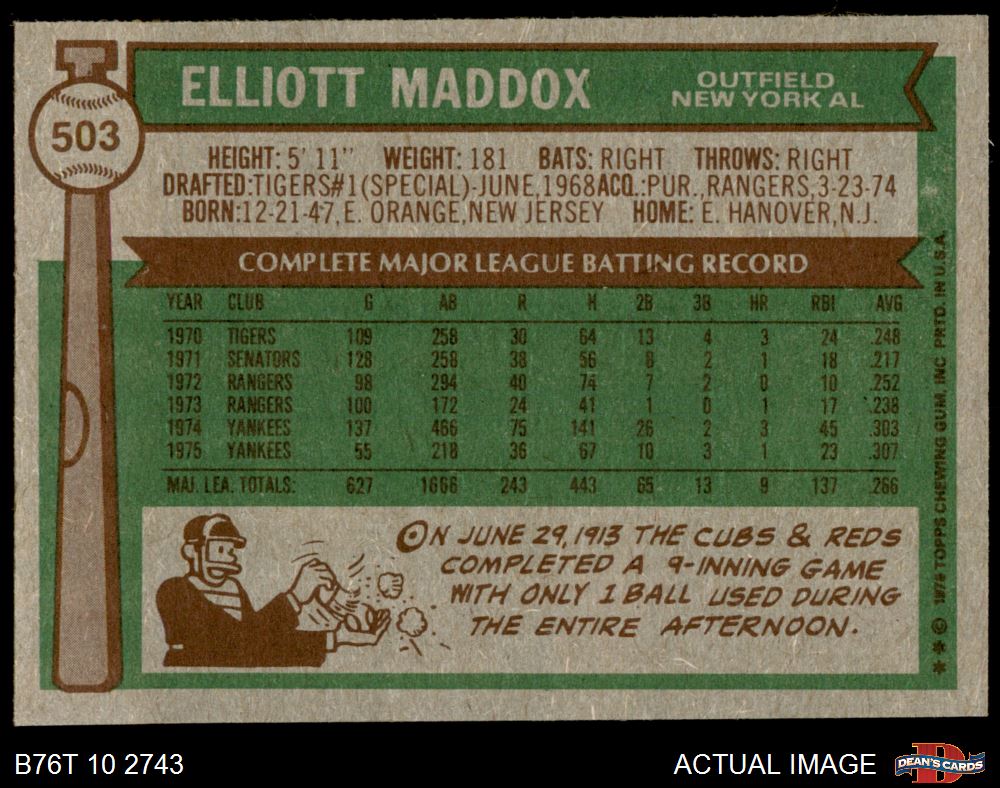 T
503
ELLIOTT MADDOX
OUTFIELD
NEW YORK AL
HEIGHT: 5' 11" WEIGHT: 181 BATS: RIGHT THROWS: RIGHT
DRAFTED:TIGERS#1(SPECIAL)-JUNE,1968 ACQ.:PUR.,RANGERS,3-23-74
BORN:12-21-47,E. ORANGE,NEW JERSEY HOME: E. HANOVER,N.J.
COMPLETE MAJOR LEAGUE BATTING RECORD
YEAR CLUB G AB R H 2B 3B HR RBI AVG
1970 TIGERS 109 258 30 64 13 4 3 24 .248
1971 SENATORS 128 258 38 56 8 2 1 18 .217
1972 RANGERS 98 294 40 74 7 2 0 10 .252
1973 RANGERS 100 172 24 41 1 0 1 17 .238
1974 YANKEES 137 466 75 141 26 2 3 45 .303
1975 YANKEES 55 218 36 67 10 3 1 23 .307
MAJ. LEA. TOTALS: 627 1666 243 443 65 13 9 137 .266
ON JUNE 29, 1913 THE CUBS & REDS
COMPLETED A 9-INNING GAME
WITH ONLY 1 BALL USED DURING
THE ENTIRE AFTERNOON.
* * © 1976 TOPPS CHEWING GUM, INC PRTD. IN U.S.A.
B76T 10 2743
ACTUAL IMAGE
D
DEAN'S CARDS